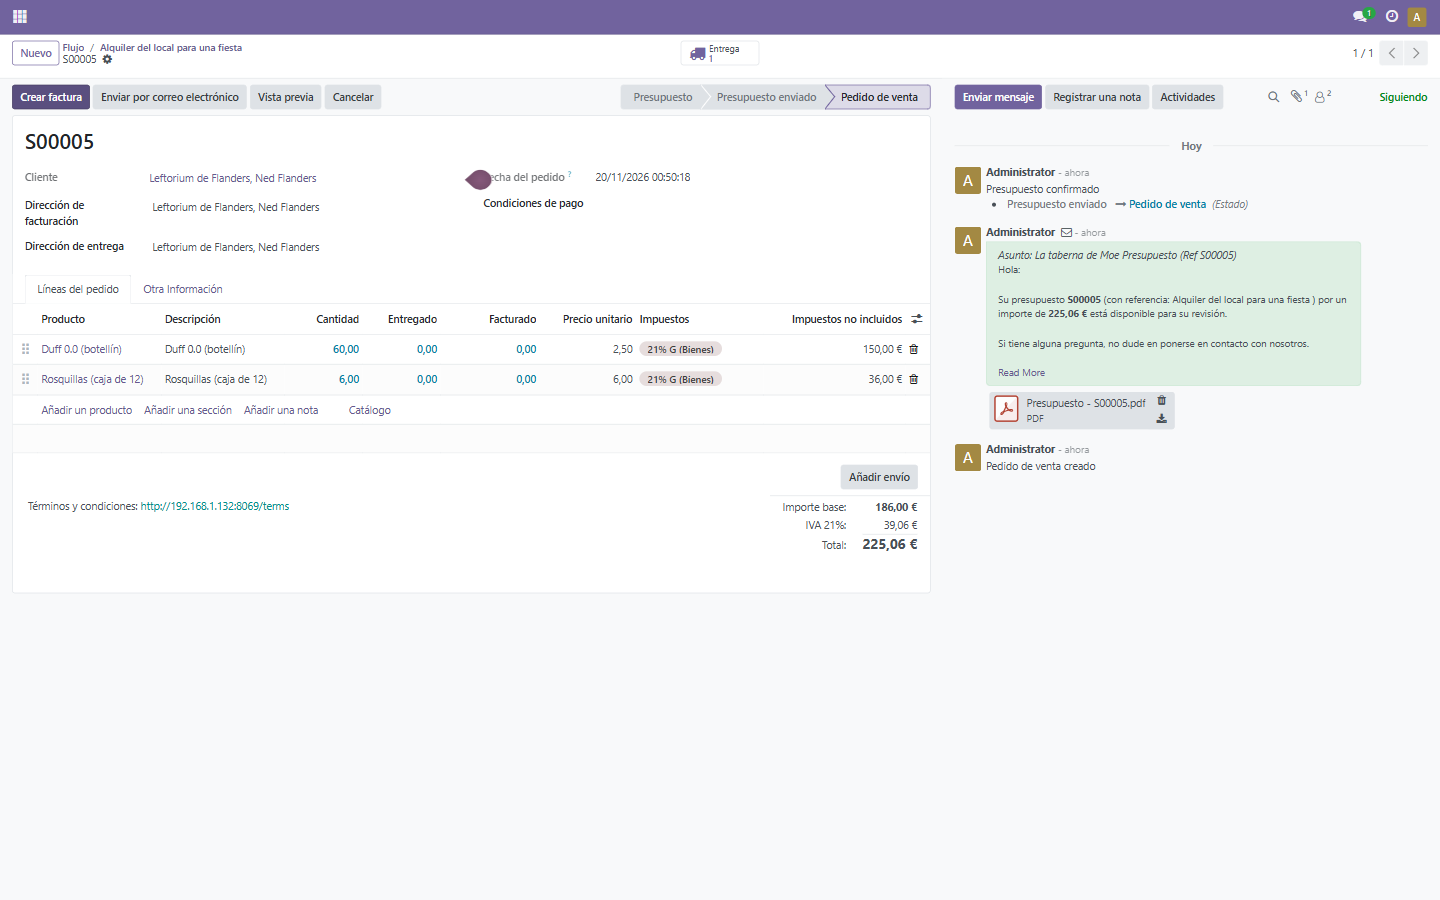 1
A
Nuevo
Flujo / Alquiler del local para una fiesta
S00005
Entrega
1
1 / 1
Crear factura
Enviar por correo electrónico
Vista previa
Cancelar
Presupuesto
Presupuesto enviado
Pedido de venta
Enviar mensaje
Registrar una nota
Actividades
1
2
Siguiendo
S00005
Cliente
Leftorium de Flanders, Ned Flanders
echa del pedido ?
20/11/2026 00:50:18
Dirección de
facturación
Leftorium de Flanders, Ned Flanders
Condiciones de pago
Dirección de entrega
Leftorium de Flanders, Ned Flanders
Líneas del pedido
Otra Información
Producto Descripción Cantidad Entregado Facturado Precio unitario Impuestos Impuestos no incluidos
Duff 0.0 (botellín) Duff 0.0 (botellín) 60,00 0,00 0,00 2,50 21% G (Bienes) 150,00 €
Rosquillas (caja de 12) Rosquillas (caja de 12) 6,00 0,00 0,00 6,00 21% G (Bienes) 36,00 €
Añadir un producto Añadir una sección Añadir una nota Catálogo
Añadir envío
Términos y condiciones: http://192.168.1.132:8069/terms
Importe base: 186,00 €
IVA 21%: 39,06 €
Total: 225,06 €
Hoy
A
Administrator - ahora
Presupuesto confirmado
• Presupuesto enviado → Pedido de venta (Estado)
A
Administrator - ahora
Asunto: La taberna de Moe Presupuesto (Ref S00005)
Hola:
Su presupuesto S00005 (con referencia: Alquiler del local para una fiesta ) por un
importe de 225,06 € está disponible para su revisión.
Si tiene alguna pregunta, no dude en ponerse en contacto con nosotros.
Read More
Presupuesto - S00005.pdf
PDF
A
Administrator - ahora
Pedido de venta creado